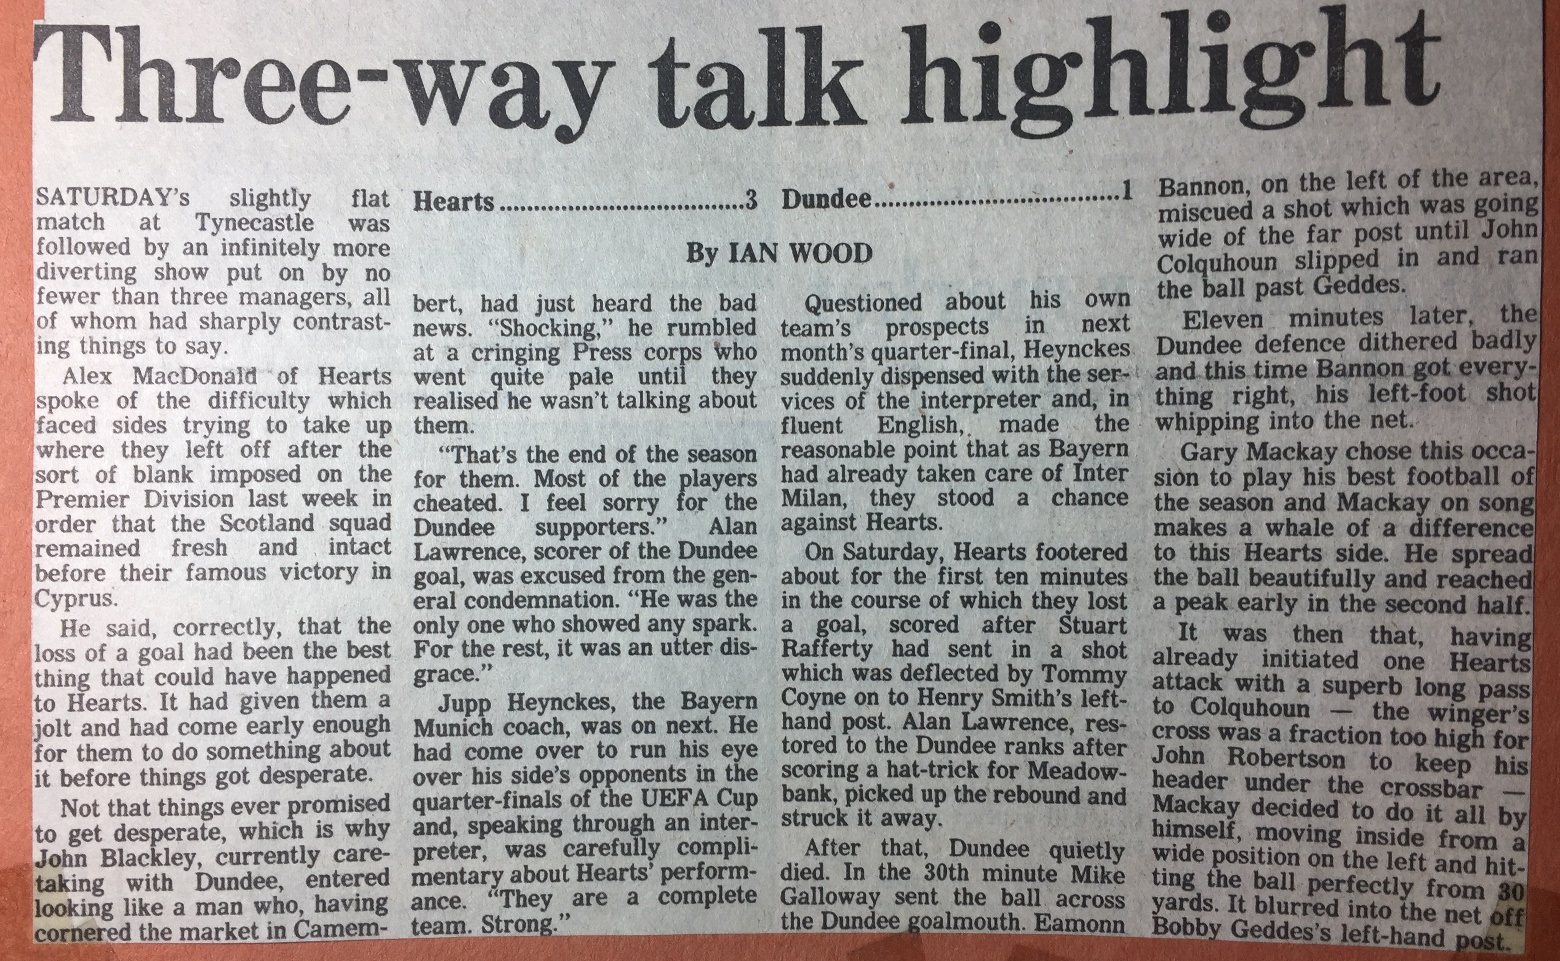 Three-way talk highlight
SATURDAY's slightly flat
match at Tynecastle was
followed by an infinitely more
diverting show put on by no
fewer than three managers, all
of whom had sharply contrast-
ing things to say.
Alex MacDonald of Hearts
spoke of the difficulty which
faced sides trying to take up
where they left off after the
sort of blank imposed on the
Premier Division last week in
order that the Scotland squad
remained fresh and intact
before their famous victory in
Cyprus.
He said, correctly, that the
loss of a goal had been the best
thing that could have happened
to Hearts. It had given them a
jolt and had come early enough
for them to do something about
it before things got desperate.
Not that things ever promised
to get desperate, which is why
John Blackley, currently care-
taking with Dundee, entered
looking like a man who, having
cornered the market in Camem-
Hearts..................................3
Dundee..................................1
By IAN WOOD
bert, had just heard the bad
news. “Shocking,” he rumbled
at a cringing Press corps who
went quite pale until they
realised he wasn't talking about
them.
“That's the end of the season
for them. Most of the players
cheated. I feel sorry for the
Dundee supporters.” Alan
Lawrence, scorer of the Dundee
goal, was excused from the gen-
eral condemnation. “He was the
only one who showed any spark.
For the rest, it was an utter dis-
grace.”
Jupp Heynckes, the Bayern
Munich coach, was on next. He
had come over to run his eye
over his side's opponents in the
quarter-finals of the UEFA Cup
and, speaking through an inter-
preter, was carefully compli-
mentary about Hearts' perform-
ance. “They are a complete
team. Strong.”
Questioned about his own
team's prospects in next
month's quarter-final, Heynckes
suddenly dispensed with the ser-
vices of the interpreter and, in
fluent English, made the
reasonable point that as Bayern
had already taken care of Inter
Milan, they stood a chance
against Hearts.
On Saturday, Hearts footered
about for the first ten minutes
in the course of which they lost
a goal, scored after Stuart
Rafferty had sent in a shot
which was deflected by Tommy
Coyne on to Henry Smith's left-
hand post. Alan Lawrence, res-
tored to the Dundee ranks after
scoring a hat-trick for Meadow-
bank, picked up the rebound and
struck it away.
After that, Dundee quietly
died. In the 30th minute Mike
Galloway sent the ball across
the Dundee goalmouth. Eamonn
Bannon, on the left of the area,
miscued a shot which was going
wide of the far post until John
Colquhoun slipped in and ran
the ball past Geddes.
Eleven minutes later, the
Dundee defence dithered badly
and this time Bannon got every-
thing right, his left-foot shot
whipping into the net.
Gary Mackay chose this occa-
sion to play his best football of
the season and Mackay on song
makes a whale of a difference
to this Hearts side. He spread
the ball beautifully and reached
a peak early in the second half.
It was then that, having
already initiated one Hearts
attack with a superb long pass
to Colquhoun — the winger's
cross was a fraction too high for
John Robertson to keep his
header under the crossbar —
Mackay decided to do it all by
himself, moving inside from a
wide position on the left and hit-
ting the ball perfectly from 30
yards. It blurred into the net off
Bobby Geddes's left-hand post.